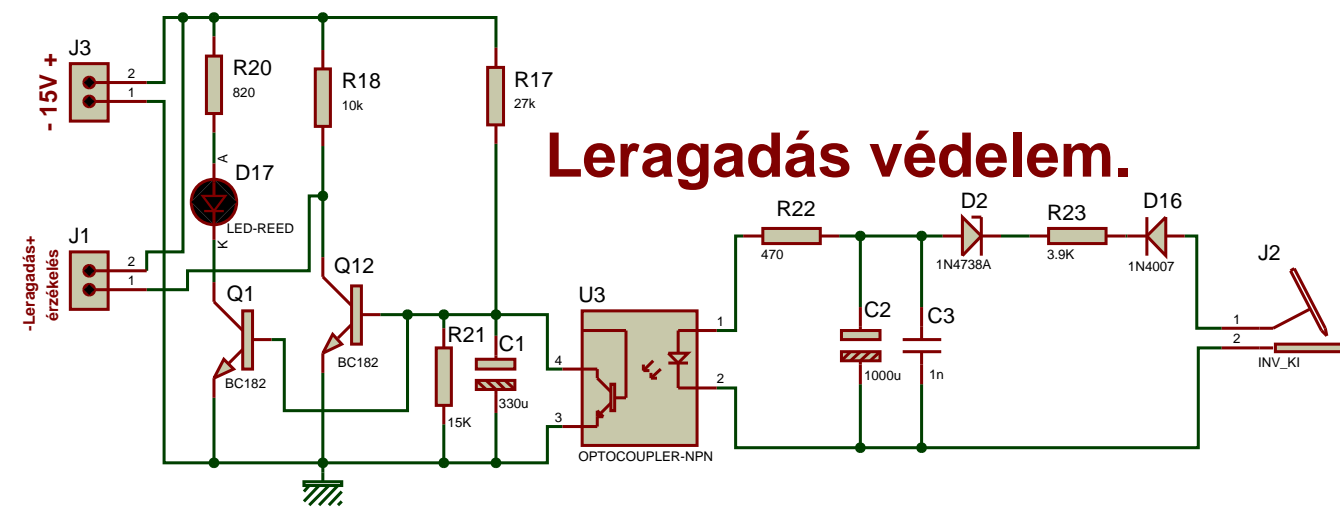 Leragadás védelem.
J3
- 15V +
2
1
R20
820
R18
10k
R17
27k
A
D17
LED-REED
K
J1
-Leragadás+
érzékelés
2
1
Q1
BC182
Q12
BC182
R21
15K
C1
330u
U3
4
3
1
2
OPTOCOUPLER-NPN
R22
470
C2
1000u
C3
1n
D2
1N4738A
R23
3.9K
D16
1N4007
J2
1
2
INV_KI